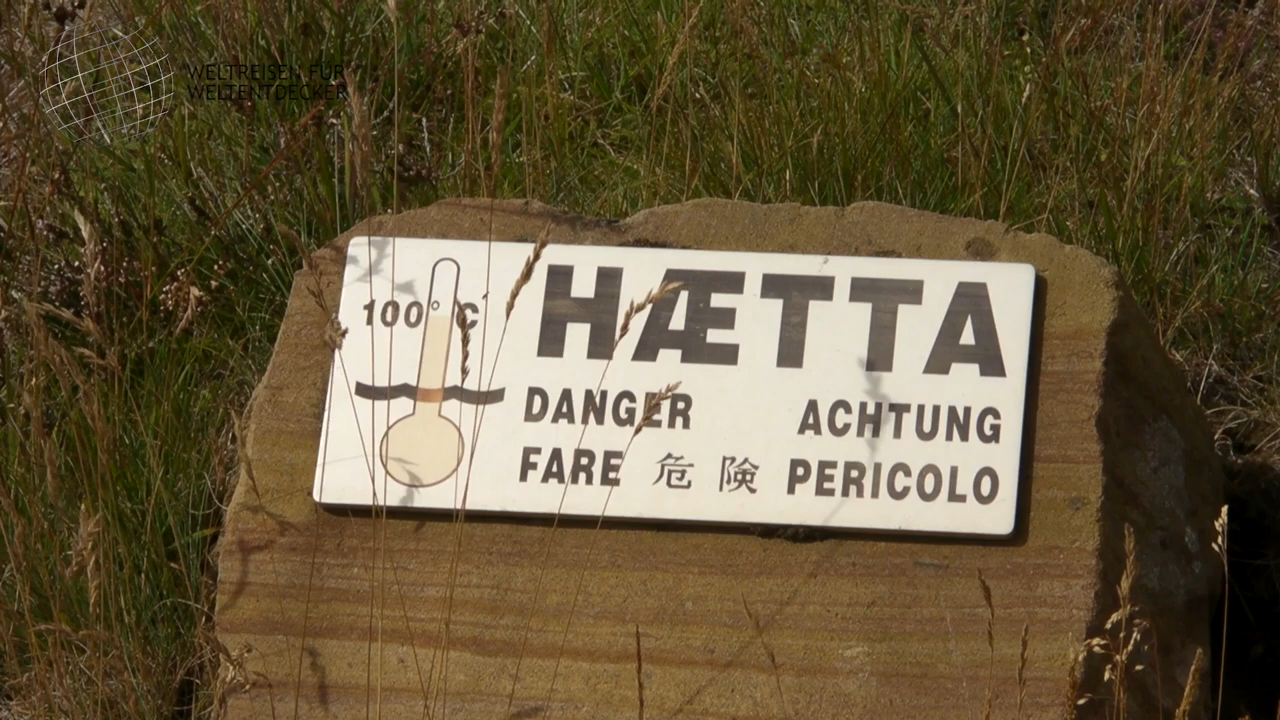 WELTREISEN FÜR
WELTENTDECKER
100°C
HÆTTA
DANGER ACHTUNG
FARE 危険 PERICOLO